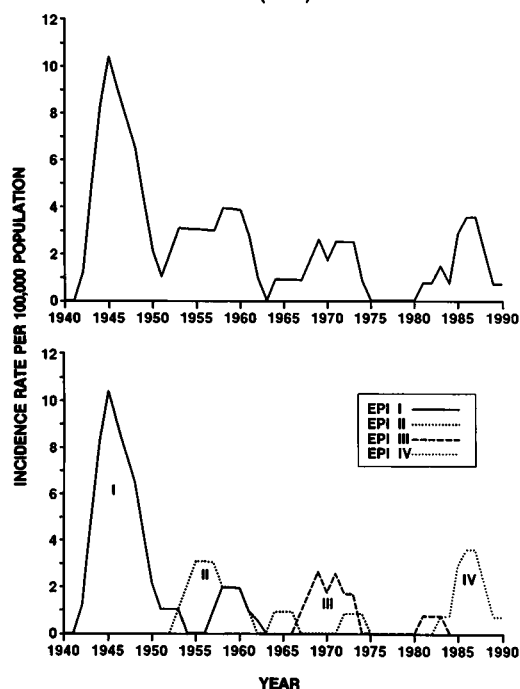 12
10
8
6
4
2
0
1940 1945 1950 1955 1960 1965 1970 1975 1980 1985 1990
INCIDENCE RATE PER 100,000 POPULATION
12
10
8
6
4
2
0
EPI I
EPI II
EPI III
EPI IV
I
II
III
IV
1940 1945 1950 1955 1960 1965 1970 1975 1980 1985 1990
YEAR